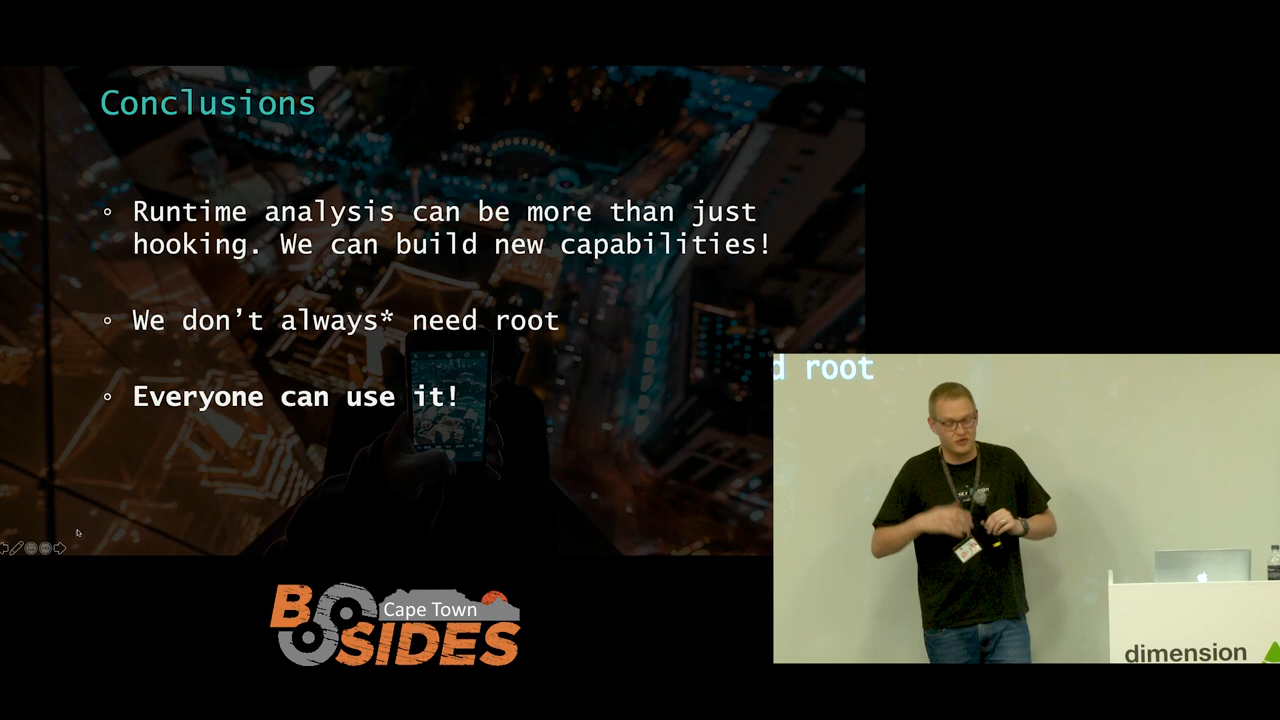 Conclusions
◦ Runtime analysis can be more than just
hooking. We can build new capabilities!
◦ We don’t always* need root
◦ Everyone can use it!
d root
Cape Town
BSIDES
dimension